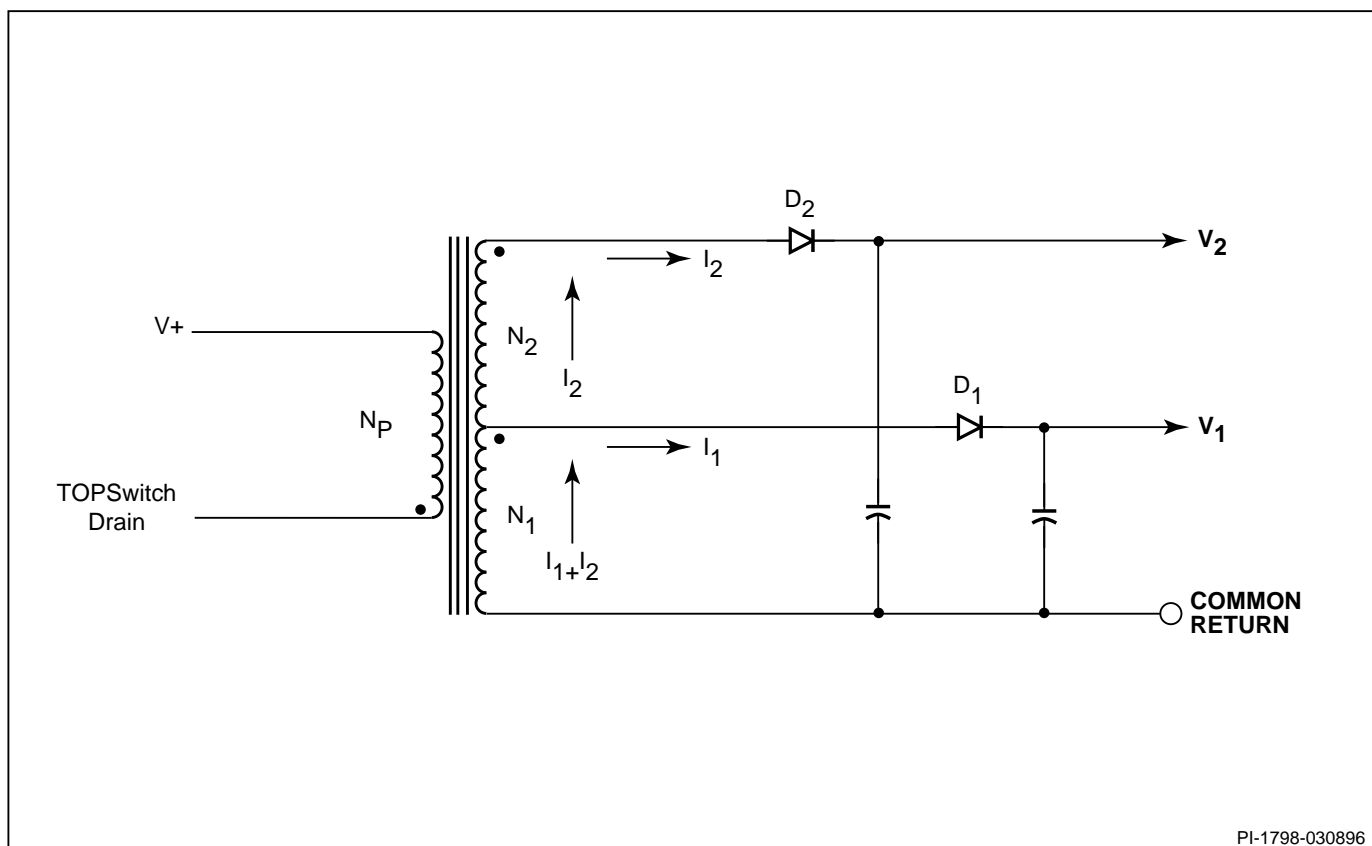 D2
V2
I2
V+
N2
I2
D1
NP
V1
I1
TOPSwitch
Drain
N1
I1+I2
COMMON
RETURN
PI-1798-030896